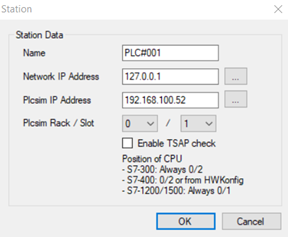 Station
Station Data
Name PLC#001
Network IP Address 127.0.0.1 ...
Plcsim IP Address 192.168.100.52 ...
Plcsim Rack / Slot 0 / 1
Enable TSAP check
Position of CPU
- S7-300: Always 0/2
- S7-400: 0/2 or from HWKonfig
- S7-1200/1500: Always 0/1
OK Cancel